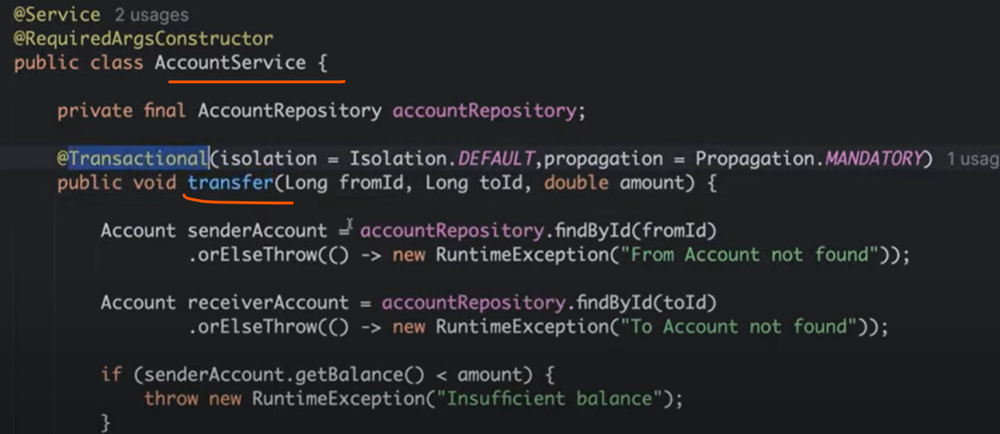 @Service 2 usages
@RequiredArgsConstructor
public class AccountService {
private final AccountRepository accountRepository;
@Transactional(isolation = Isolation.DEFAULT,propagation = Propagation.MANDATORY) 1 usag
public void transfer(Long fromId, Long toId, double amount) {
Account senderAccount = accountRepository.findById(fromId)
.orElseThrow(() -> new RuntimeException("From Account not found"));
Account receiverAccount = accountRepository.findById(toId)
.orElseThrow(() -> new RuntimeException("To Account not found"));
if (senderAccount.getBalance() < amount) {
throw new RuntimeException("Insufficient balance");
}